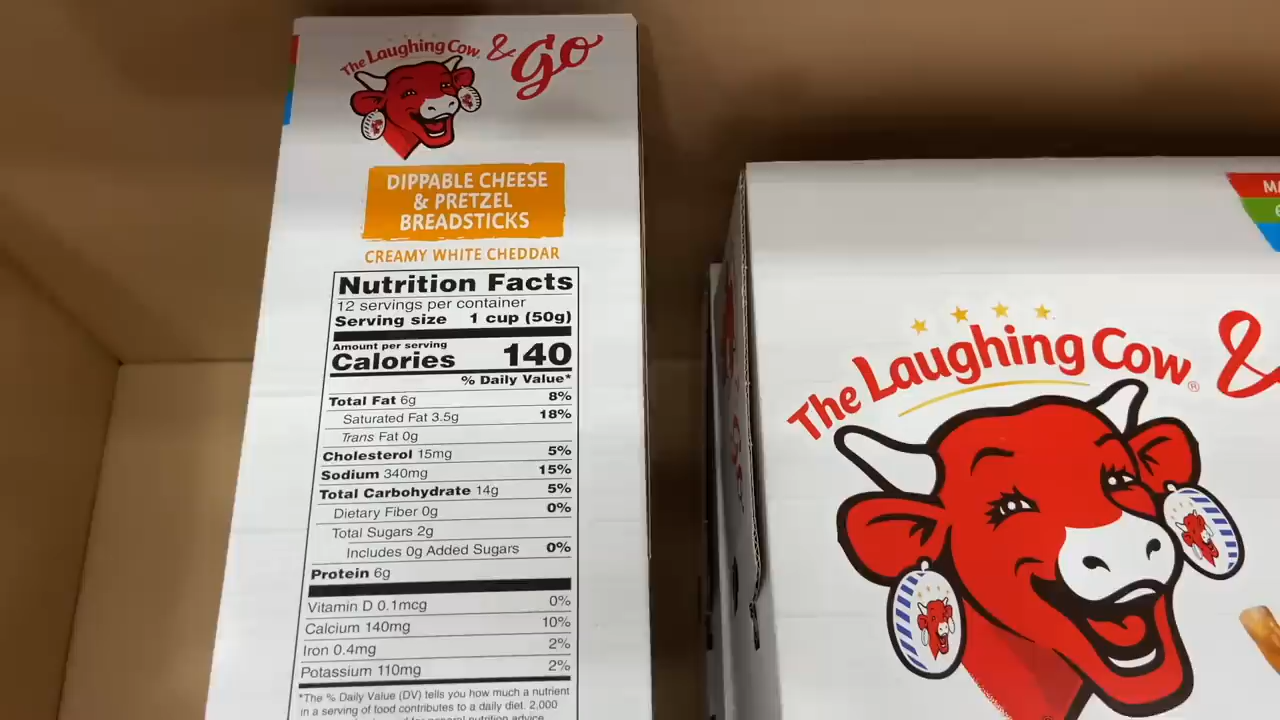 The Laughing Cow & Go
DIPPABLE CHEESE
& PRETZEL
BREADSTICKS
CREAMY WHITE CHEDDAR
Nutrition Facts
12 servings per container
Serving size 1 cup (50g)
Amount per serving
Calories 140
% Daily Value*
Total Fat 6g 8%
Saturated Fat 3.5g 18%
Trans Fat 0g
Cholesterol 15mg 5%
Sodium 340mg 15%
Total Carbohydrate 14g 5%
Dietary Fiber 0g 0%
Total Sugars 2g
Includes 0g Added Sugars 0%
Protein 6g
Vitamin D 0.1mcg 0%
Calcium 140mg 10%
Iron 0.4mg 2%
Potassium 110mg 2%
*The % Daily Value (DV) tells you how much a nutrient
in a serving of food contributes to a daily diet. 2,000
general nutrition advice.
The Laughing Cow® &